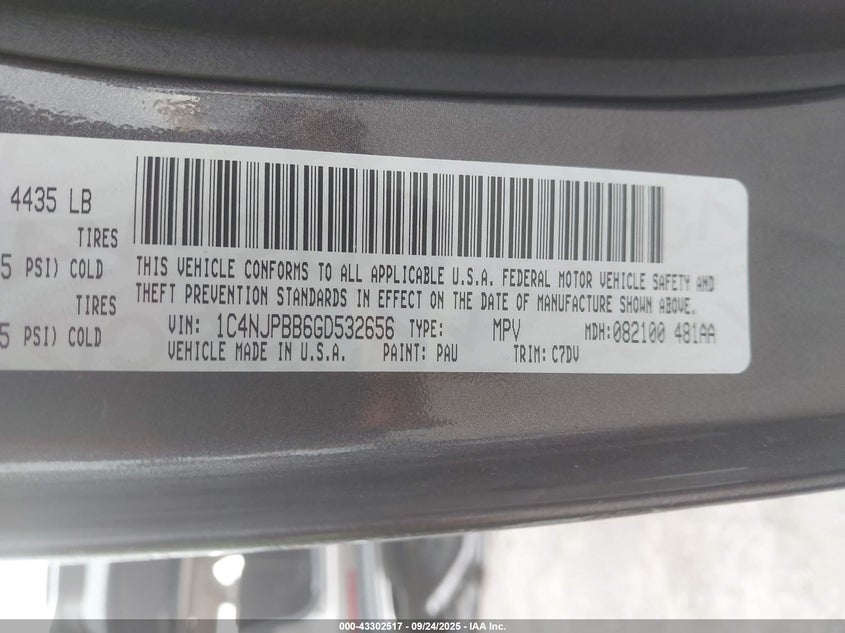 4435 LB
TIRES
5 PSI) COLD
TIRES
5 PSI) COLD
THIS VEHICLE CONFORMS TO ALL APPLICABLE U.S.A. FEDERAL MOTOR VEHICLE SAFETY AND
THEFT PREVENTION STANDARDS IN EFFECT ON THE DATE OF MANUFACTURE SHOWN ABOVE.
VIN: 1C4NJPBB6GD532656 TYPE: MPV MDH:082100 481AA
VEHICLE MADE IN U.S.A. PAINT: PAU TRIM: C7DV
000-43302517 - 09/24/2025 - IAA Inc.